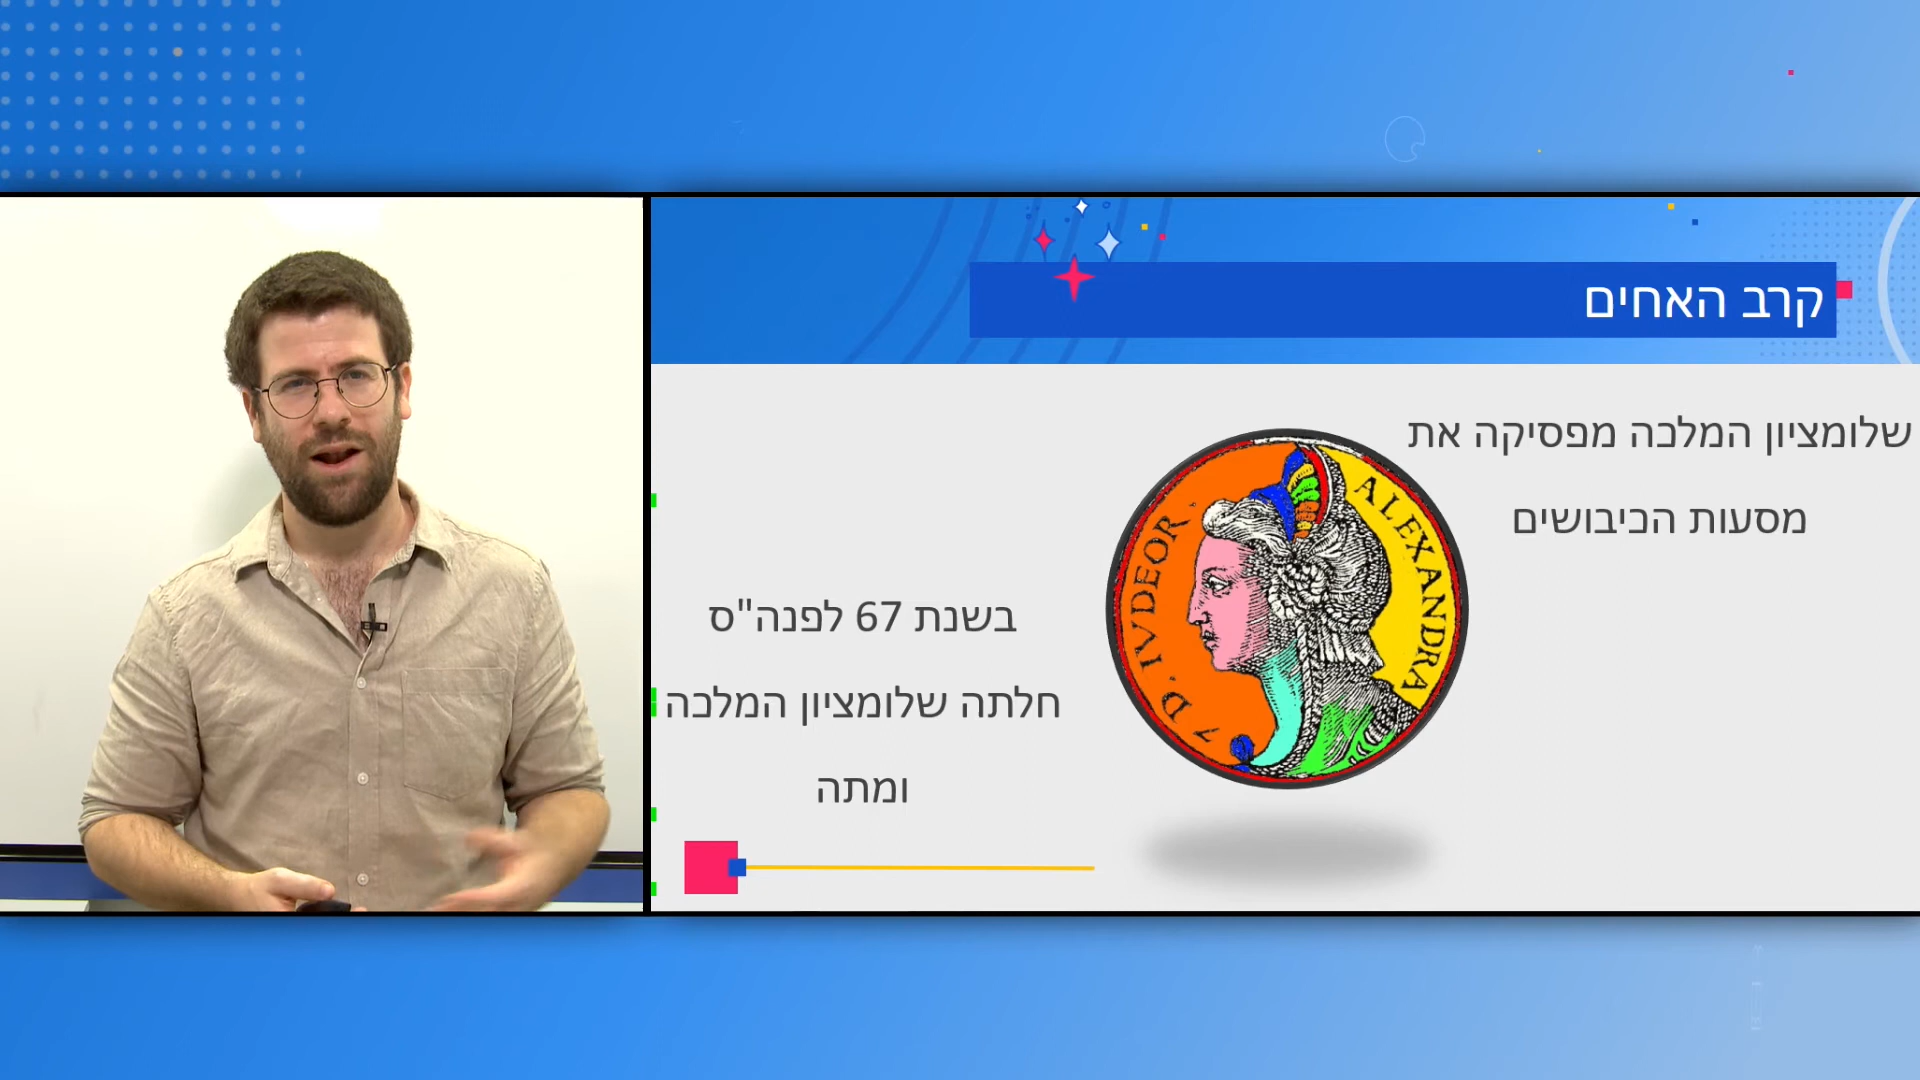 קרב האחים
שלומציון המלכה מפסיקה את
מסעות הכיבושים
ALEXANDRA
D. IVDEOR
בשנת 67 לפנה"ס
חלתה שלומציון המלכה
ומתה